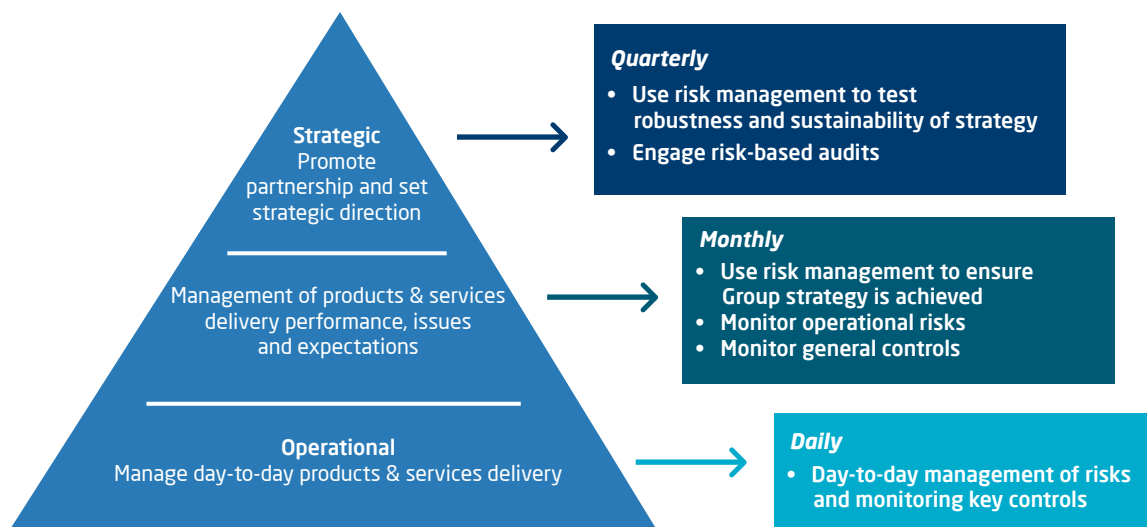 Strategic
Promote
partnership and set
strategic direction
Quarterly
• Use risk management to test
robustness and sustainability of strategy
• Engage risk-based audits
Management of products & services
delivery performance, issues
and expectations
Monthly
• Use risk management to ensure
Group strategy is achieved
• Monitor operational risks
• Monitor general controls
Operational
Manage day-to-day products & services delivery
Daily
• Day-to-day management of risks
and monitoring key controls